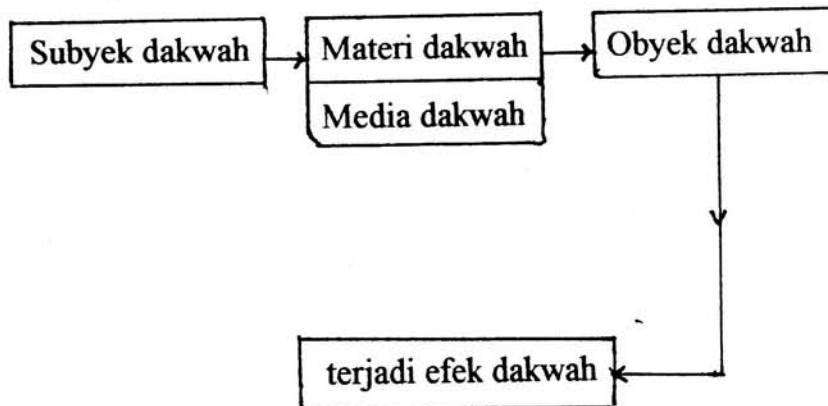 Subyek dakwah
Materi dakwah
Media dakwah
Obyek dakwah
terjadi efek dakwah